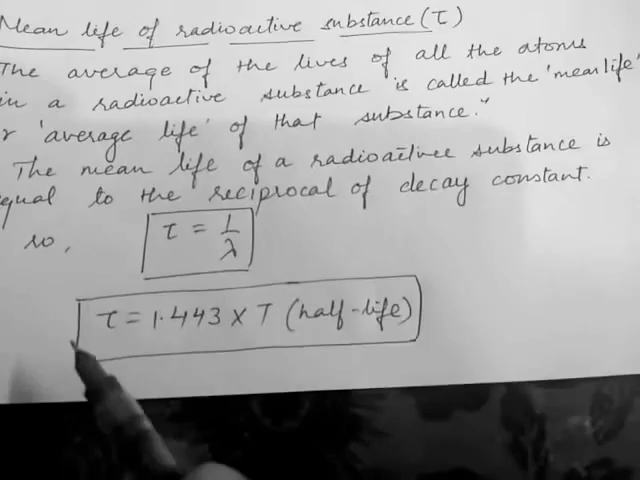 Mean life of radioactive substance (τ)
The average of the lives of all the atoms
in a radioactive substance is called the 'mean life'
r 'average life' of that substance."
The mean life of a radioactivee substance is
equal to the reciprocal of decay constant.
so, τ = 1/λ
τ = 1.443 × T (half-life)